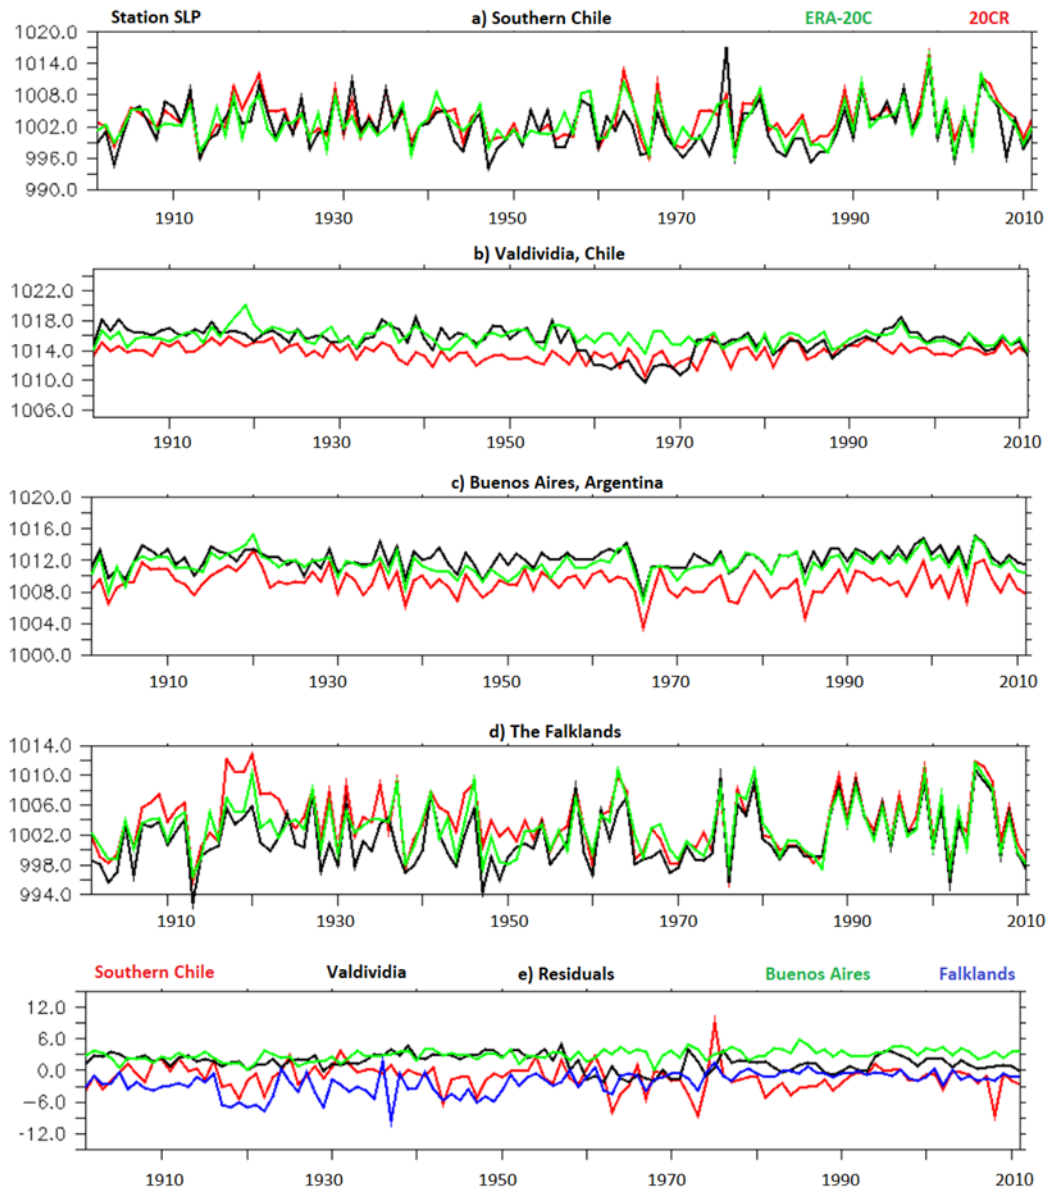 Station SLP a) Southern Chile ERA-20C 20CR
1020.0
1014.0
1008.0
1002.0
996.0
990.0
1910 1930 1950 1970 1990 2010
b) Valdividia, Chile
1022.0
1018.0
1014.0
1010.0
1006.0
1910 1930 1950 1970 1990 2010
c) Buenos Aires, Argentina
1020.0
1016.0
1012.0
1008.0
1004.0
1000.0
1910 1930 1950 1970 1990 2010
d) The Falklands
1014.0
1010.0
1006.0
1002.0
998.0
994.0
1910 1930 1950 1970 1990 2010
Southern Chile Valdividia e) Residuals Buenos Aires Falklands
12.0
6.0
0.0
-6.0
-12.0
1910 1930 1950 1970 1990 2010